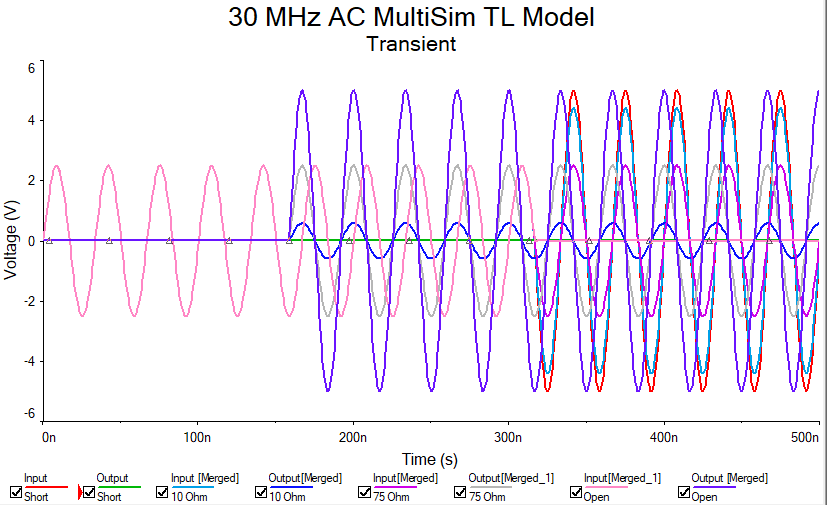 30 MHz AC MultiSim TL Model
Transient
6
4
2
0
-2
-4
-6
Voltage (V)
0n 100n 200n 300n 400n 500n
Time (s)
Input Output Input [Merged] Output[Merged] Input[Merged] Output[Merged_1] Input[Merged_1] Output [Merged]
Short Short 10 Ohm 10 Ohm 75 Ohm 75 Ohm Open Open